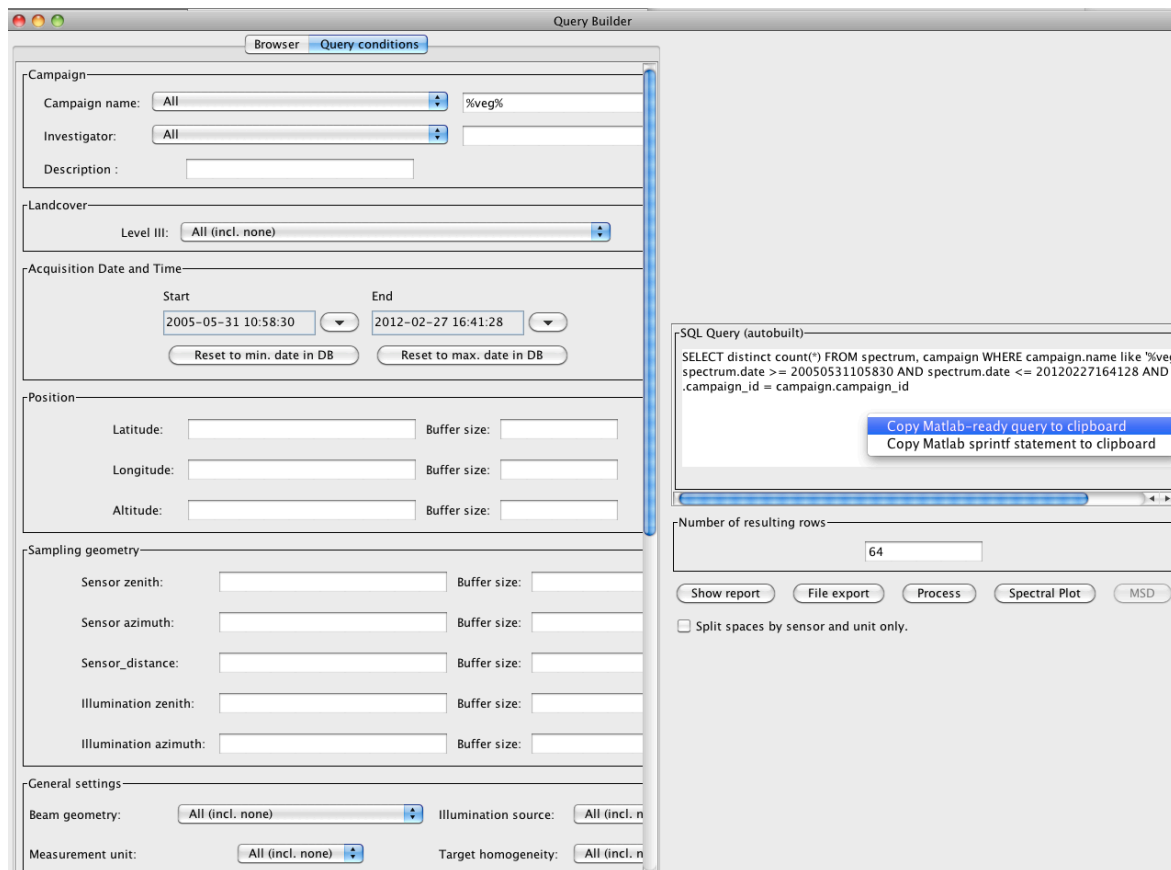 Query Builder
Browser Query conditions
Campaign
Campaign name: All %veg%
Investigator: All
Description :
Landcover
Level III: All (incl. none)
Acquisition Date and Time
Start End
2005-05-31 10:58:30 2012-02-27 16:41:28
Reset to min. date in DB Reset to max. date in DB
Position
Latitude: Buffer size:
Longitude: Buffer size:
Altitude: Buffer size:
Sampling geometry
Sensor zenith: Buffer size:
Sensor azimuth: Buffer size:
Sensor_distance: Buffer size:
Illumination zenith: Buffer size:
Illumination azimuth: Buffer size:
General settings
Beam geometry: All (incl. none) Illumination source: All (incl. n
Measurement unit: All (incl. none) Target homogeneity: All (incl. n
SQL Query (autobuilt)
SELECT distinct count(*) FROM spectrum, campaign WHERE campaign.name like '%veg
spectrum.date >= 20050531105830 AND spectrum.date <= 20120227164128 AND
.campaign_id = campaign.campaign_id
Copy Matlab-ready query to clipboard
Copy Matlab sprintf statement to clipboard
Number of resulting rows
64
Show report File export Process Spectral Plot MSD
Split spaces by sensor and unit only.